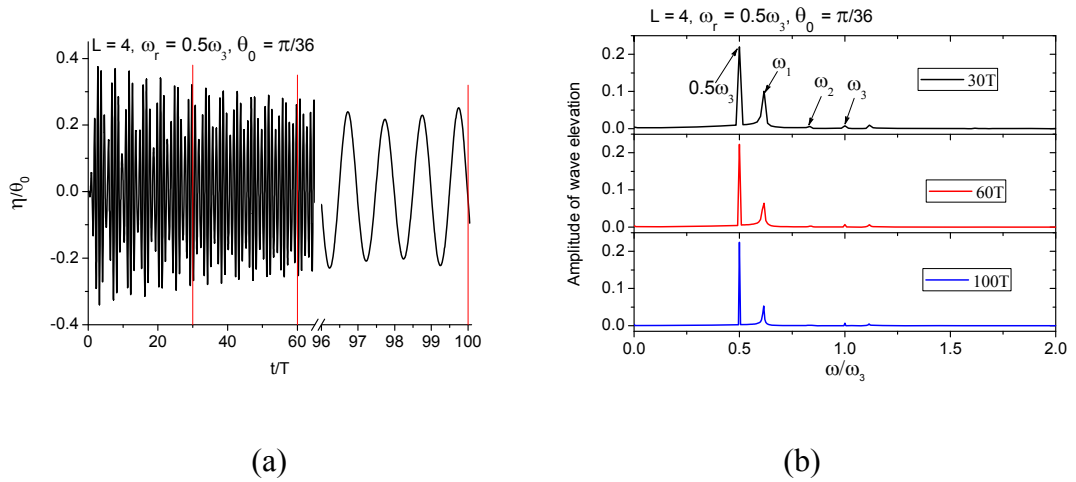 L = 4, ω_r = 0.5ω_3, θ_0 = π/36
0.4
0.2
0.0
-0.2
-0.4
η/θ_0
0 20 40 60 96 97 98 99 100
t/T
(a)
L = 4, ω_r = 0.5ω_3, θ_0 = π/36
0.2
0.1
0.0
0.5ω_3
ω_1
ω_2
ω_3
30T
0.2
0.1
0.0
60T
0.2
0.1
0.0
100T
Amplitude of wave elevation
0.0 0.5 1.0 1.5 2.0
ω/ω_3
(b)